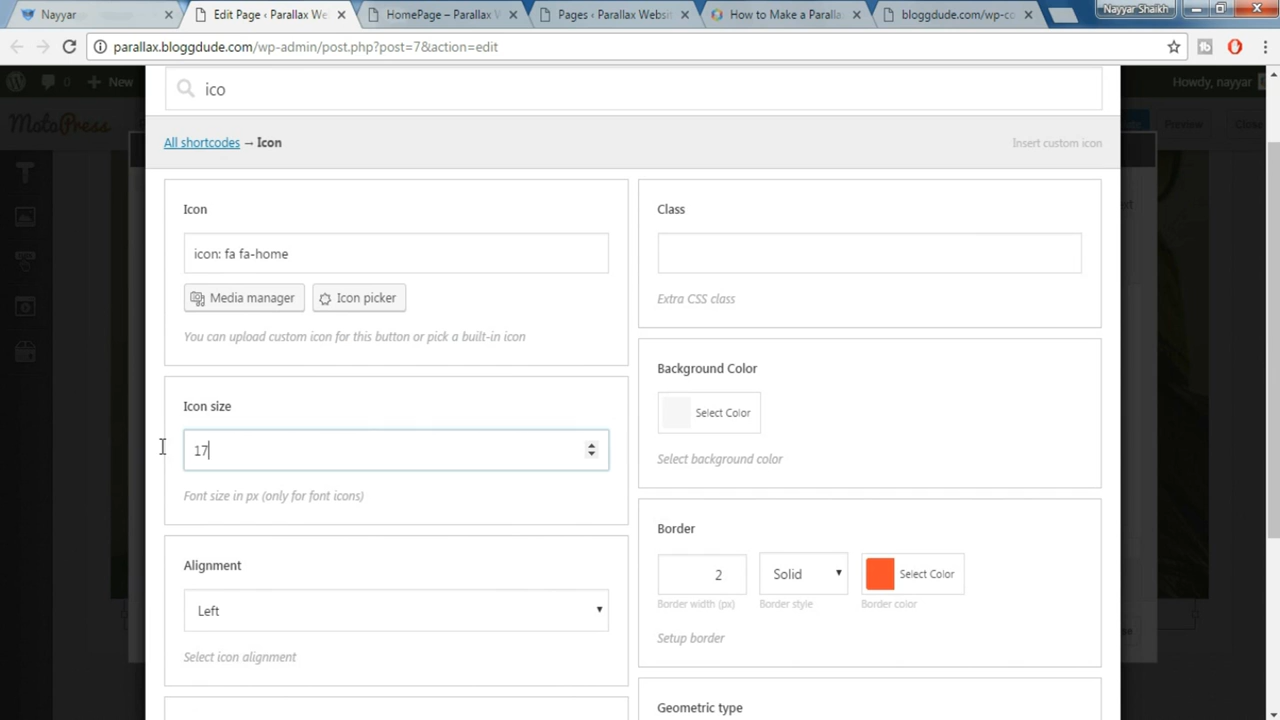 Nayyar
Edit Page ‹ Parallax We
HomePage – Parallax W
Pages ‹ Parallax Websit
How to Make a Paralla
bloggdude.com/wp-co
Nayyar Shaikh
parallax.bloggdude.com/wp-admin/post.php?post=7&action=edit
0
New
Howdy, nayyar
MotoPress
Preview
ico
All shortcodes → Icon
Insert custom icon
Icon
icon: fa fa-home
Media manager
Icon picker
You can upload custom icon for this button or pick a built-in icon
Class
Extra CSS class
Icon size
17
Font size in px (only for font icons)
Background Color
Select Color
Select background color
Alignment
Left
Select icon alignment
Border
2
Solid
Select Color
Border width (px)
Border style
Border color
Setup border
Geometric type